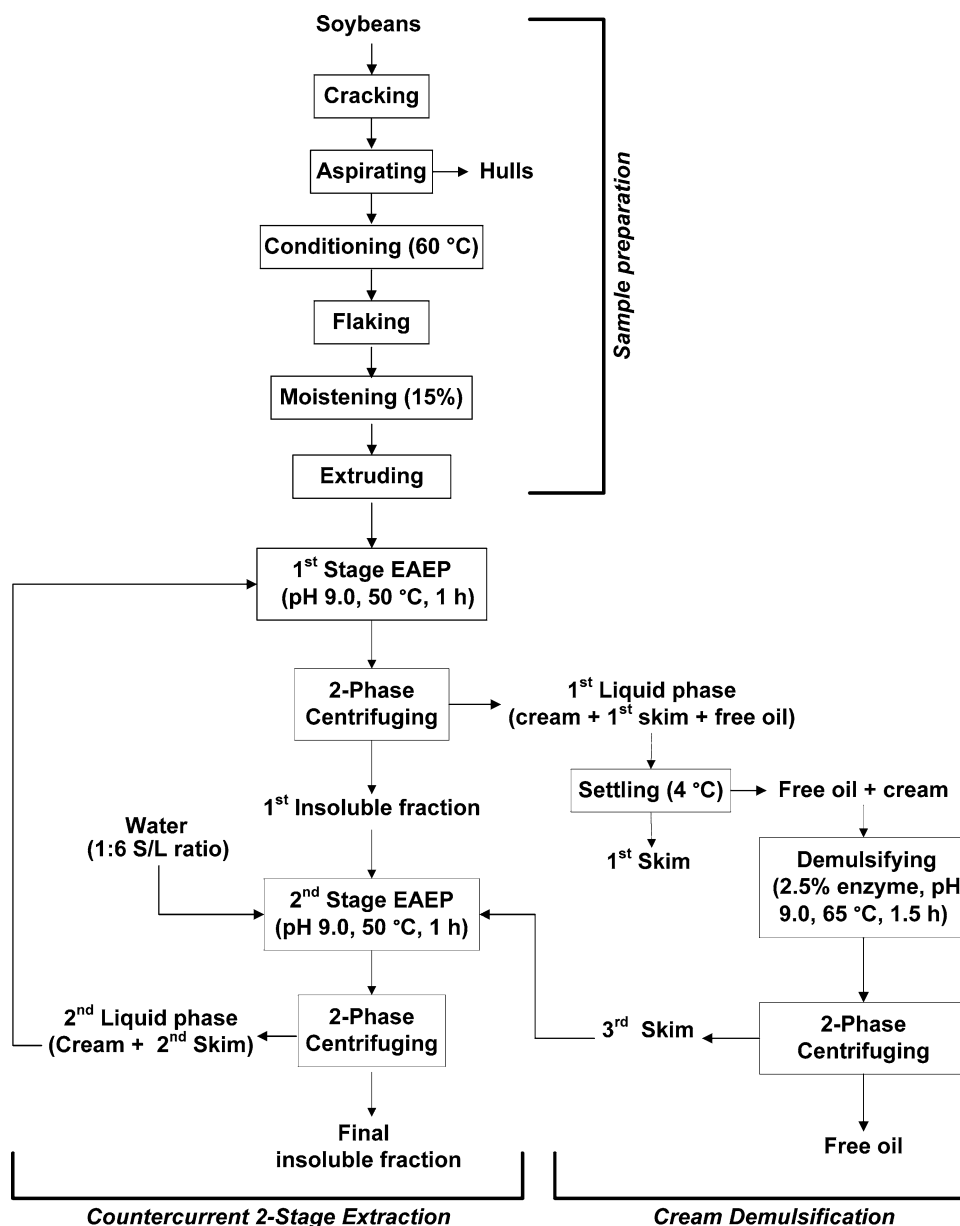 Soybeans
Cracking
Aspirating
Hulls
Conditioning (60 °C)
Flaking
Moistening (15%)
Extruding
Sample preparation
1st Stage EAEP
(pH 9.0, 50 °C, 1 h)
2-Phase
Centrifuging
1st Liquid phase
(cream + 1st skim + free oil)
Settling (4 °C)
Free oil + cream
1st Skim
1st Insoluble fraction
Water
(1:6 S/L ratio)
Demulsifying
(2.5% enzyme, pH
9.0, 65 °C, 1.5 h)
2nd Stage EAEP
(pH 9.0, 50 °C, 1 h)
2nd Liquid phase
(Cream + 2nd Skim)
2-Phase
Centrifuging
3rd Skim
2-Phase
Centrifuging
Final
insoluble fraction
Free oil
Countercurrent 2-Stage Extraction
Cream Demulsification